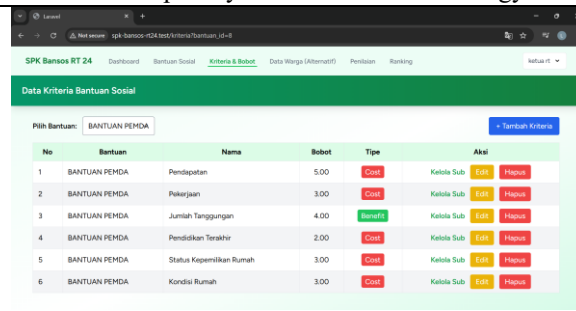 Laravel
Not secure spk-bansos-rt24.test/kriteria?bantuan_id=8
SPK Bansos RT 24 Dashboard Bantuan Sosial Kriteria & Bobot Data Warga (Alternatif) Penilaian Ranking ketua rt
Data Kriteria Bantuan Sosial
Pilih Bantuan: BANTUAN PEMDA + Tambah Kriteria
No Bantuan Nama Bobot Tipe Aksi
1 BANTUAN PEMDA Pendapatan 5.00 Cost Kelola Sub Edit Hapus
2 BANTUAN PEMDA Pekerjaan 3.00 Cost Kelola Sub Edit Hapus
3 BANTUAN PEMDA Jumlah Tanggungan 4.00 Benefit Kelola Sub Edit Hapus
4 BANTUAN PEMDA Pendidikan Terakhir 2.00 Cost Kelola Sub Edit Hapus
5 BANTUAN PEMDA Status Kepemilikan Rumah 3.00 Cost Kelola Sub Edit Hapus
6 BANTUAN PEMDA Kondisi Rumah 3.00 Cost Kelola Sub Edit Hapus